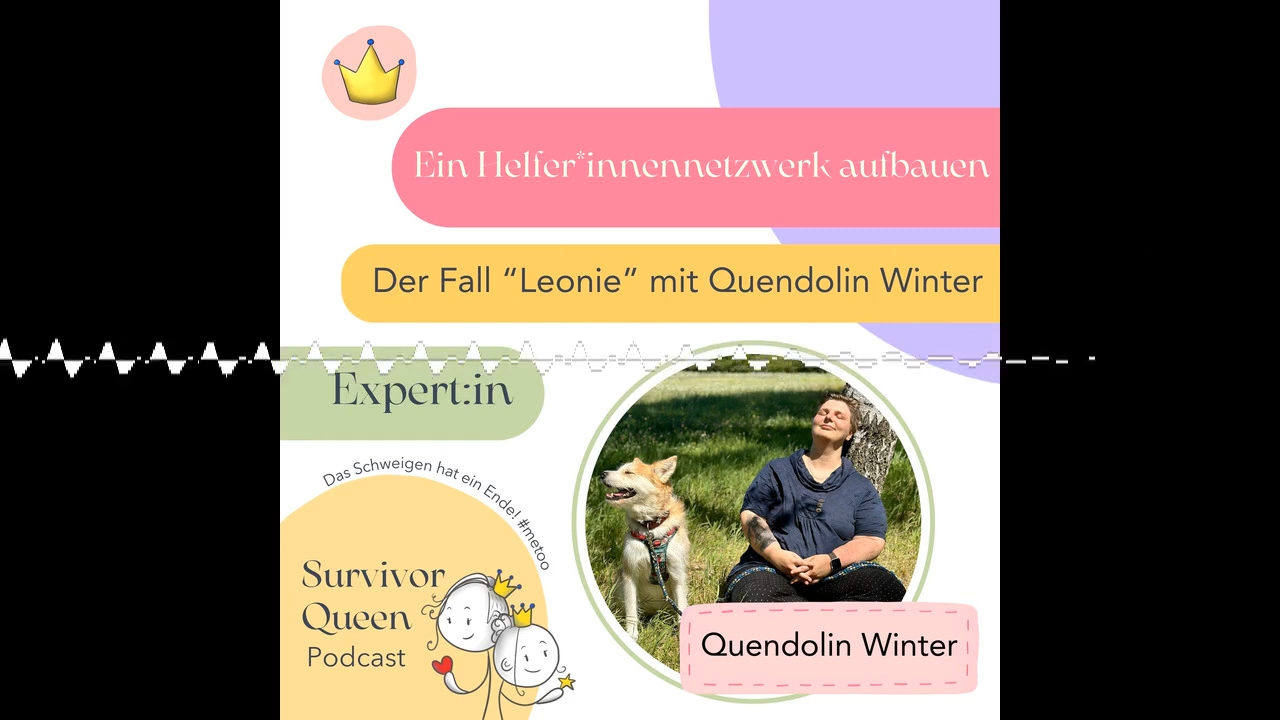 Ein Helfer*innennetzwerk aufbauen
Der Fall “Leonie” mit Quendolin Winter
Expert:in
Das Schweigen hat ein Ende! #metoo
Survivor
Queen
Podcast
Quendolin Winter